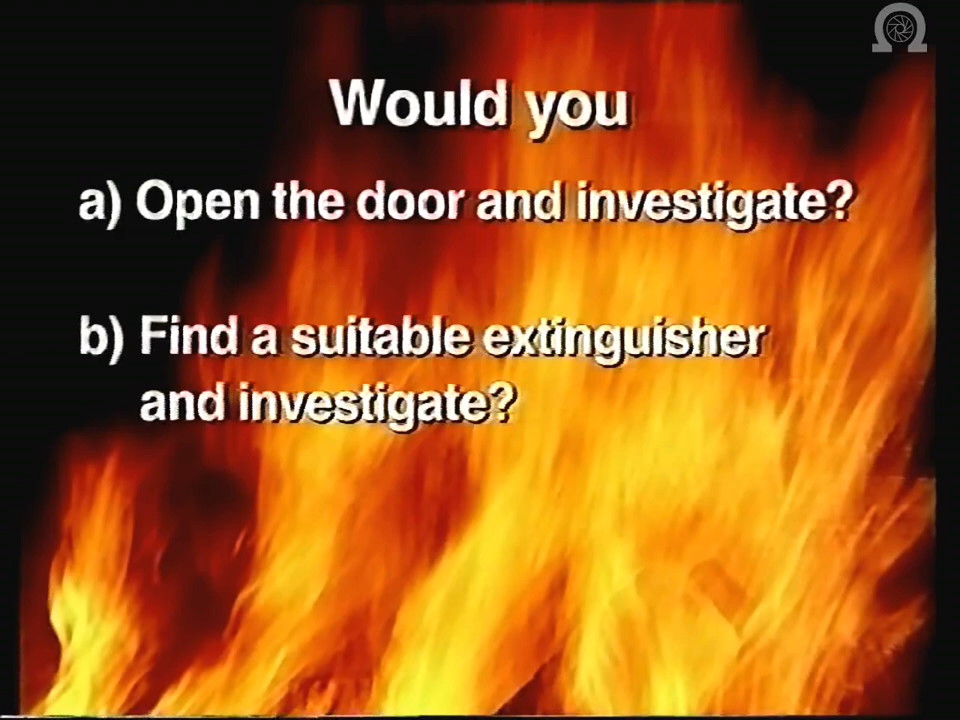 Would you
a) Open the door and investigate?
b) Find a suitable extinguisher
and investigate?